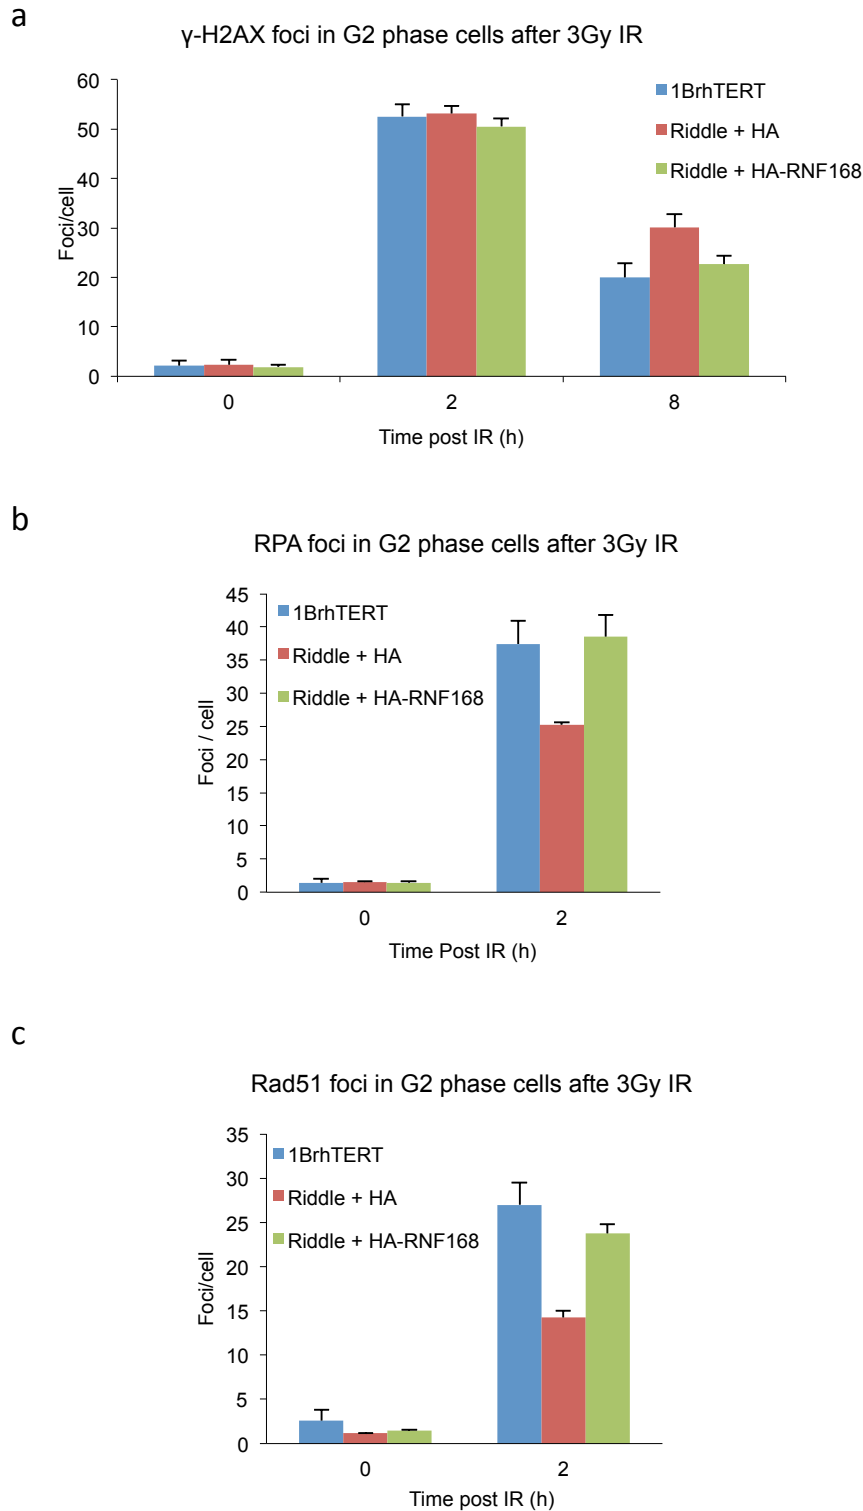 a
γ-H2AX foci in G2 phase cells after 3Gy IR
60
50
40
30
20
10
0
Foci/cell
1BrhTERT
Riddle + HA
Riddle + HA-RNF168
0 2 8
Time post IR (h)
b
RPA foci in G2 phase cells after 3Gy IR
45
40
35
30
25
20
15
10
5
0
Foci / cell
1BrhTERT
Riddle + HA
Riddle + HA-RNF168
0 2
Time Post IR (h)
c
Rad51 foci in G2 phase cells afte 3Gy IR
35
30
25
20
15
10
5
0
Foci/cell
1BrhTERT
Riddle + HA
Riddle + HA-RNF168
0 2
Time post IR (h)